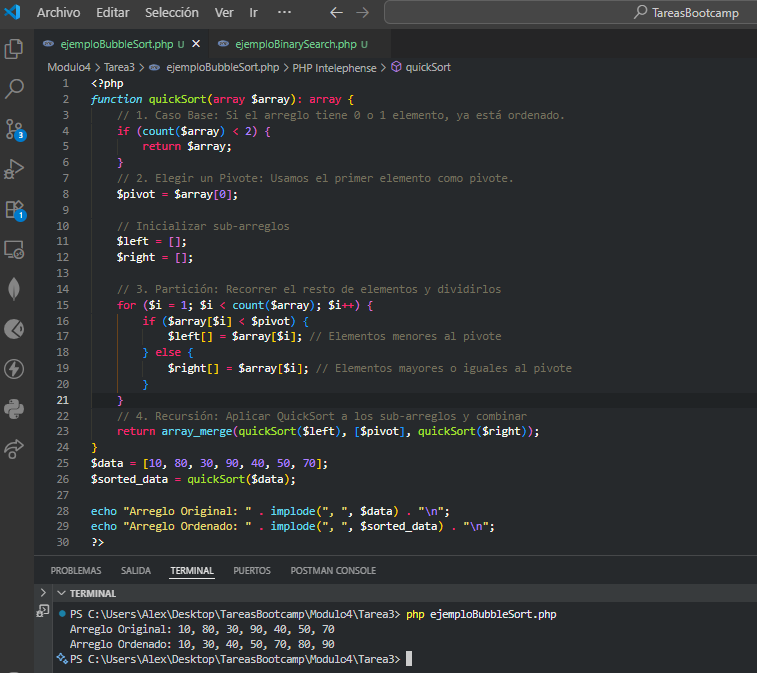 Archivo Editar Selección Ver Ir ··· TareasBootcamp
ejemploBubbleSort.php U × ejemploBinarySearch.php U
Modulo4 > Tarea3 > ejemploBubbleSort.php > PHP Intelephense > quickSort
1 <?php
2 function quickSort(array $array): array {
3 // 1. Caso Base: Si el arreglo tiene 0 o 1 elemento, ya está ordenado.
4 if (count($array) < 2) {
5 return $array;
6 }
7 // 2. Elegir un Pivote: Usamos el primer elemento como pivote.
8 $pivot = $array[0];
9
10 // Inicializar sub-arreglos
11 $left = [];
12 $right = [];
13
14 // 3. Partición: Recorrer el resto de elementos y dividirlos
15 for ($i = 1; $i < count($array); $i++) {
16 if ($array[$i] < $pivot) {
17 $left[] = $array[$i]; // Elementos menores al pivote
18 } else {
19 $right[] = $array[$i]; // Elementos mayores o iguales al pivote
20 }
21 }
22 // 4. Recursión: Aplicar QuickSort a los sub-arreglos y combinar
23 return array_merge(quickSort($left), [$pivot], quickSort($right));
24 }
25 $data = [10, 80, 30, 90, 40, 50, 70];
26 $sorted_data = quickSort($data);
27
28 echo "Arreglo Original: " . implode(", ", $data) . "\n";
29 echo "Arreglo Ordenado: " . implode(", ", $sorted_data) . "\n";
30 ?>
3
1
PROBLEMAS SALIDA TERMINAL PUERTOS POSTMAN CONSOLE
TERMINAL
PS C:\Users\Alex\Desktop\TareasBootcamp\Modulo4\Tarea3> php ejemploBubbleSort.php
Arreglo Original: 10, 80, 30, 90, 40, 50, 70
Arreglo Ordenado: 10, 30, 40, 50, 70, 80, 90
PS C:\Users\Alex\Desktop\TareasBootcamp\Modulo4\Tarea3>